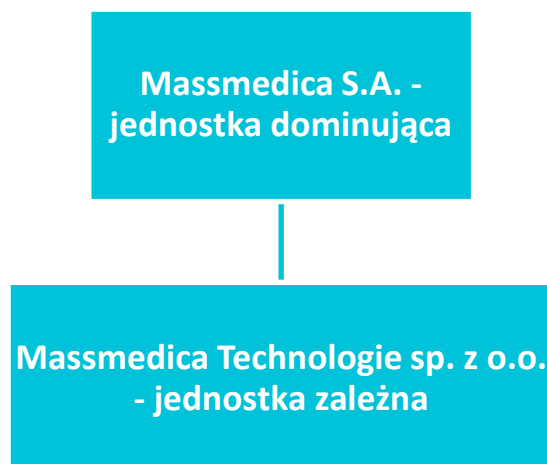 Massmedica S.A. -
jednostka dominująca
Massmedica Technologie sp. z o.o.
- jednostka zależna